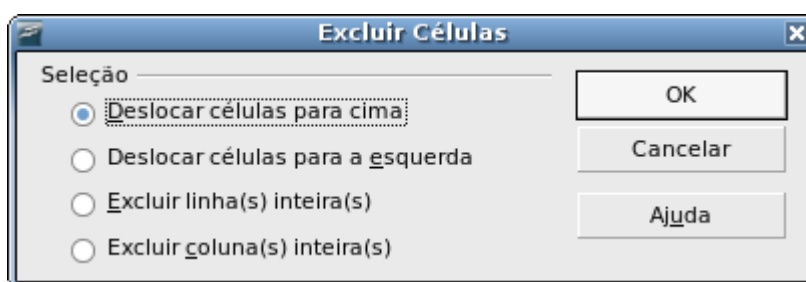 Excluir Células
Seleção
Deslocar células para cima
Deslocar células para a esquerda
Excluir linha(s) inteira(s)
Excluir coluna(s) inteira(s)
OK
Cancelar
Ajuda